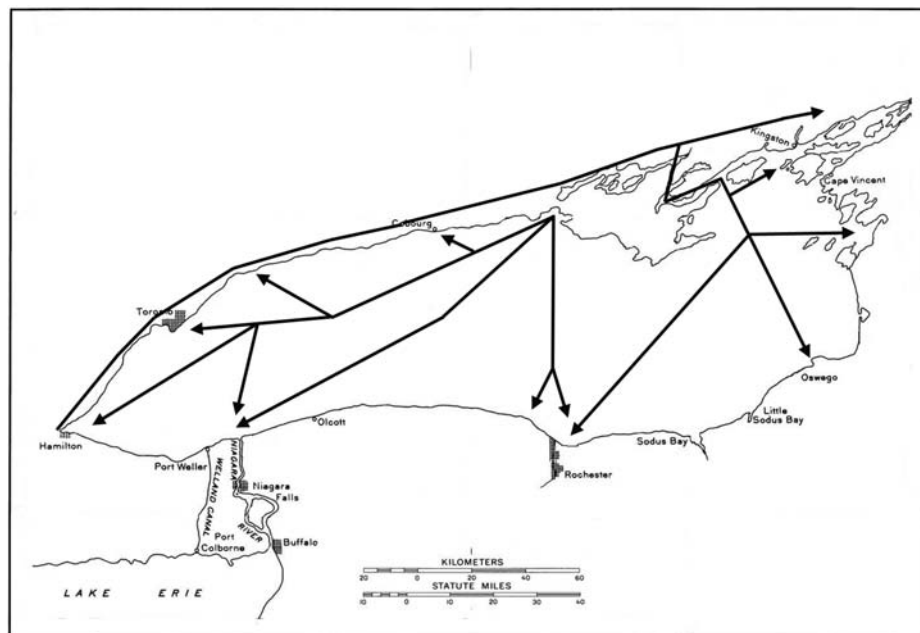 Kingston
Cape Vincent
Cobourg
Toronto
Oswego
Little
Sodus Bay
Olcott
Sodus Bay
Hamilton
Port Weller
NIAGARA
WELLAND CANAL
Rochester
Niagara
Falls
RIVER
Port
Colborne
Buffalo
LAKE ERIE
KILOMETERS
20 0 20 40 60
STATUTE MILES
10 0 10 20 30 40